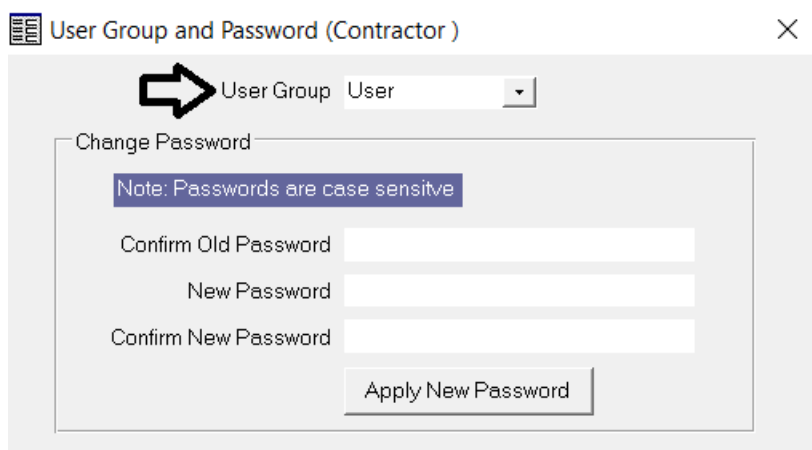 User Group and Password (Contractor )
User Group User
Change Password
Note: Passwords are case sensitve
Confirm Old Password
New Password
Confirm New Password
Apply New Password